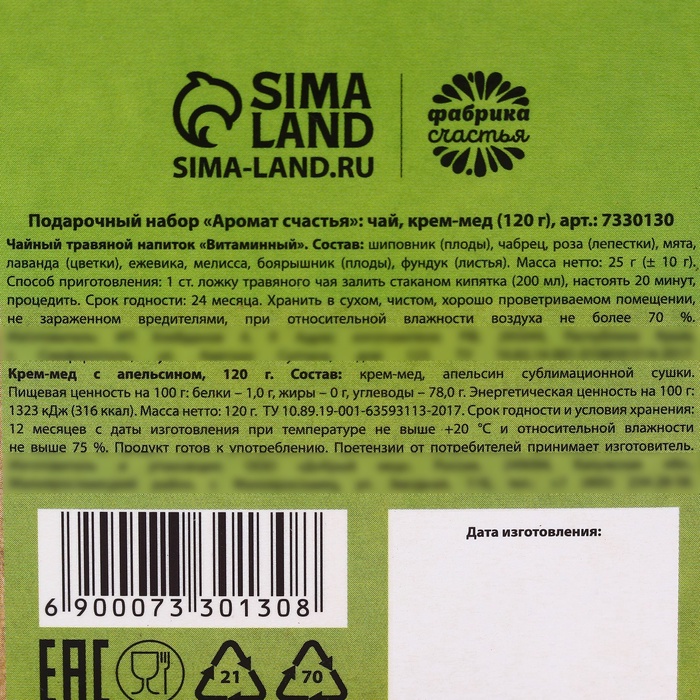 SIMA
LAND
SIMA-LAND.RU
фабрика
счастья
Подарочный набор «Аромат счастья»: чай, крем-мед (120 г), арт.: 7330130
Чайный травяной напиток «Витаминный». Состав: шиповник (плоды), чабрец, роза (лепестки), мята,
лаванда (цветки), ежевика, мелисса, боярышник (плоды), фундук (листья). Масса нетто: 25 г (± 10 г).
Способ приготовления: 1 ст. ложку травяного чая залить стаканом кипятка (200 мл), настоять 20 минут,
процедить. Срок годности: 24 месяца. Хранить в сухом, чистом, хорошо проветриваемом помещении,
не зараженном вредителями, при относительной влажности воздуха не более 70 %.
Крем-мед с апельсином, 120 г. Состав: крем-мед, апельсин сублимационной сушки.
Пищевая ценность на 100 г: белки – 1,0 г, жиры – 0 г, углеводы – 78,0 г. Энергетическая ценность на 100 г:
1323 кДж (316 ккал). Масса нетто: 120 г. ТУ 10.89.19-001-63593113-2017. Срок годности и условия хранения:
12 месяцев с даты изготовления при температуре не выше +20 °С и относительной влажности
не выше 75 %. Продукт готов к употреблению. Претензии от потребителей принимает изготовитель.
Дата изготовления:
6 900073 301308
EAC
21
70